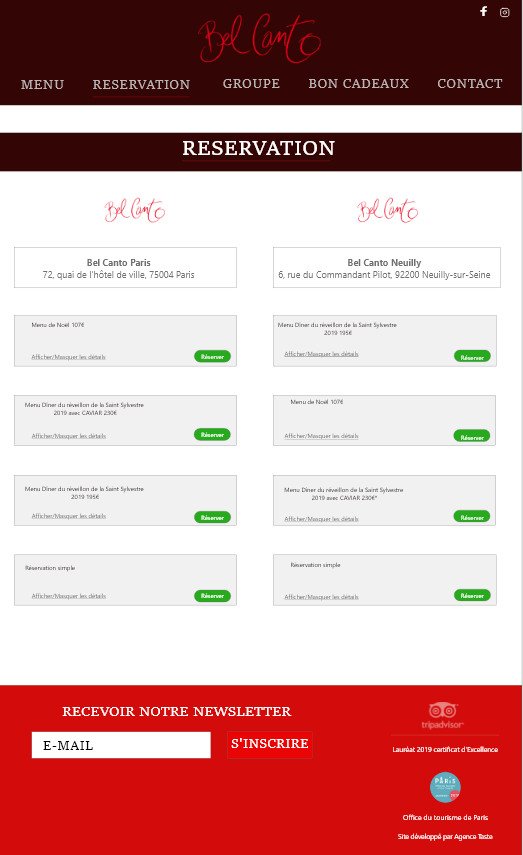 Bel Canto
MENU RESERVATION GROUPE BON CADEAUX CONTACT
RESERVATION
Bel Canto
Bel Canto Paris
72, quai de l'hôtel de ville, 75004 Paris
Menu de Noël 107€
Afficher/Masquer les détails
Réserver
Menu Dîner du réveillon de la Saint Sylvestre
2019 avec CAVIAR 230€
Afficher/Masquer les détails
Réserver
Menu Dîner du réveillon de la Saint Sylvestre
2019 195€
Afficher/Masquer les détails
Réserver
Réservation simple
Afficher/Masquer les détails
Réserver
Bel Canto
Bel Canto Neuilly
6, rue du Commandant Pilot, 92200 Neuilly-sur-Seine
Menu Dîner du réveillon de la Saint Sylvestre
2019 195€
Afficher/Masquer les détails
Réserver
Menu de Noël 107€
Afficher/Masquer les détails
Réserver
Menu Dîner du réveillon de la Saint Sylvestre
2019 avec CAVIAR 230€*
Afficher/Masquer les détails
Réserver
Réservation simple
Afficher/Masquer les détails
Réserver
RECEVOIR NOTRE NEWSLETTER
E-MAIL
S'INSCRIRE
tripadvisor
Lauréat 2019 certificat d'Excellence
PARIS
Office du tourisme de Paris
Site développé par Agence Taste